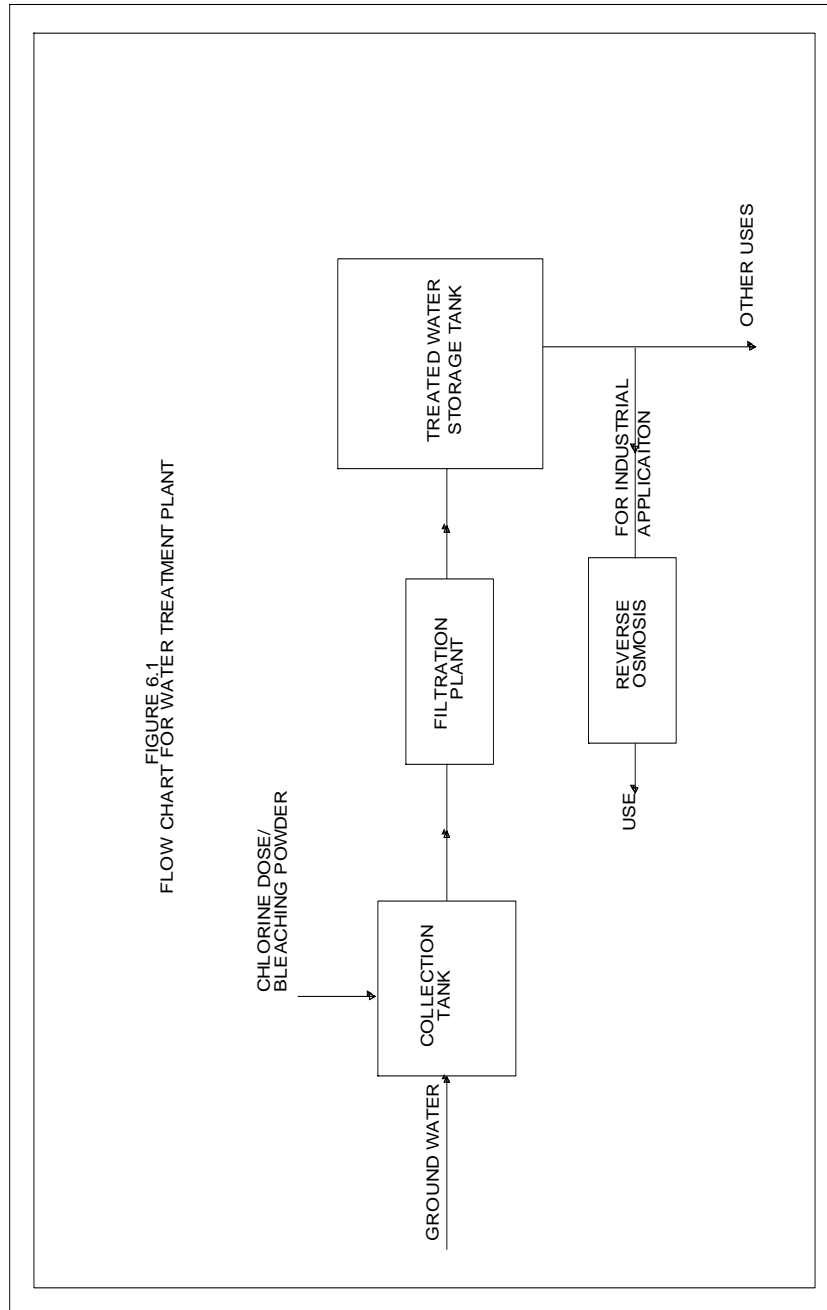 FIGURE 6.1
FLOW CHART FOR WATER TREATMENT PLANT
CHLORINE DOSE/
BLEACHING POWDER
GROUND WATER
COLLECTION
TANK
FILTRATION
PLANT
TREATED WATER
STORAGE TANK
FOR INDUSTRIAL
APPLICAITON
OTHER USES
REVERSE
OSMOSIS
USE